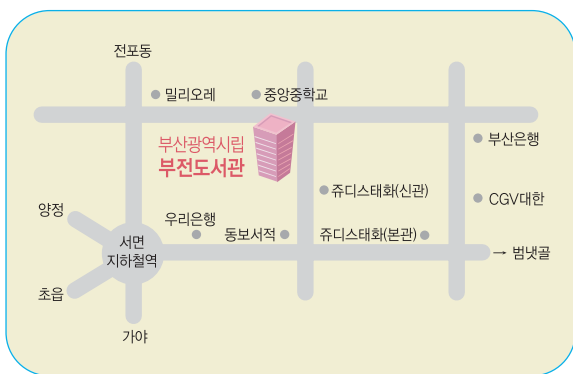 전포동
밀리오레
중앙중학교
부산광역시립
부전도서관
부산은행
쥬디스태화(신관)
CGV대한
양정
우리은행
동보서적
쥬디스태화(본관)
서면
지하철역
→ 범냇골
초읍
가야